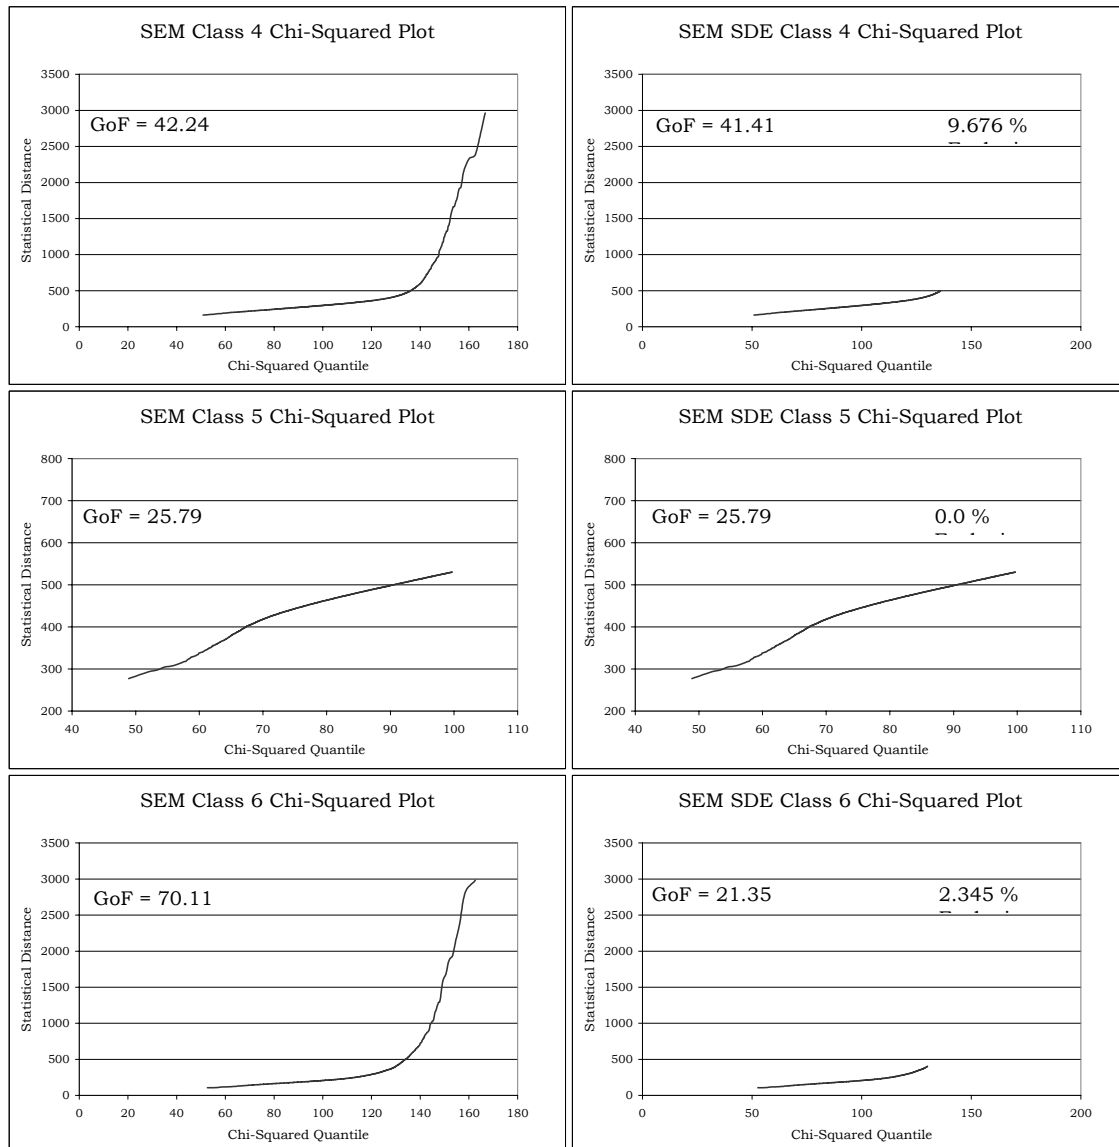 SEM Class 4 Chi-Squared Plot
3500
3000
2500
2000
1500
1000
500
0
Statistical Distance
GoF = 42.24
0 20 40 60 80 100 120 140 160 180
Chi-Squared Quantile
SEM SDE Class 4 Chi-Squared Plot
3500
3000
2500
2000
1500
1000
500
0
Statistical Distance
GoF = 41.41 9.676 %
0 50 100 150 200
Chi-Squared Quantile
SEM Class 5 Chi-Squared Plot
800
700
600
500
400
300
200
Statistical Distance
GoF = 25.79
40 50 60 70 80 90 100 110
Chi-Squared Quantile
SEM SDE Class 5 Chi-Squared Plot
800
700
600
500
400
300
200
Statistical Distance
GoF = 25.79 0.0 %
40 50 60 70 80 90 100 110
Chi-Squared Quantile
SEM Class 6 Chi-Squared Plot
3500
3000
2500
2000
1500
1000
500
0
Statistical Distance
GoF = 70.11
0 20 40 60 80 100 120 140 160 180
Chi-Squared Quantile
SEM SDE Class 6 Chi-Squared Plot
3500
3000
2500
2000
1500
1000
500
0
Statistical Distance
GoF = 21.35 2.345 %
0 50 100 150 200
Chi-Squared Quantile